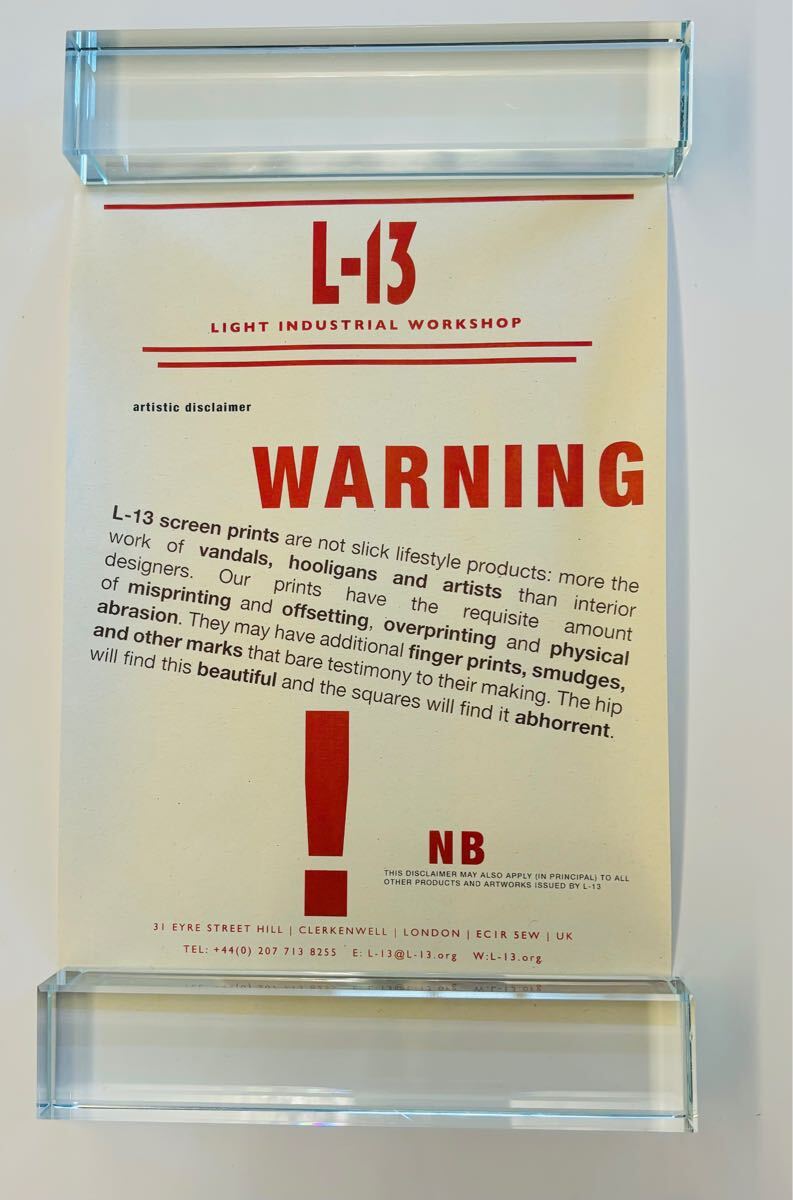 L-13
LIGHT INDUSTRIAL WORKSHOP
artistic disclaimer
WARNING
L-13 screen prints are not slick lifestyle products: more the
work of vandals, hooligans and artists than interior
designers. Our prints have the requisite amount
of misprinting and offsetting, overprinting and physical
abrasion. They may have additional finger prints, smudges,
and other marks that bare testimony to their making. The hip
will find this beautiful and the squares will find it abhorrent.
!
NB
THIS DISCLAIMER MAY ALSO APPLY (IN PRINCIPAL) TO ALL
OTHER PRODUCTS AND ARTWORKS ISSUED BY L-13
31 EYRE STREET HILL | CLERKENWELL | LONDON | EC1R 5EW | UK
TEL: +44(0) 207 713 8255 E: L-13@L-13.org W:L-13.org